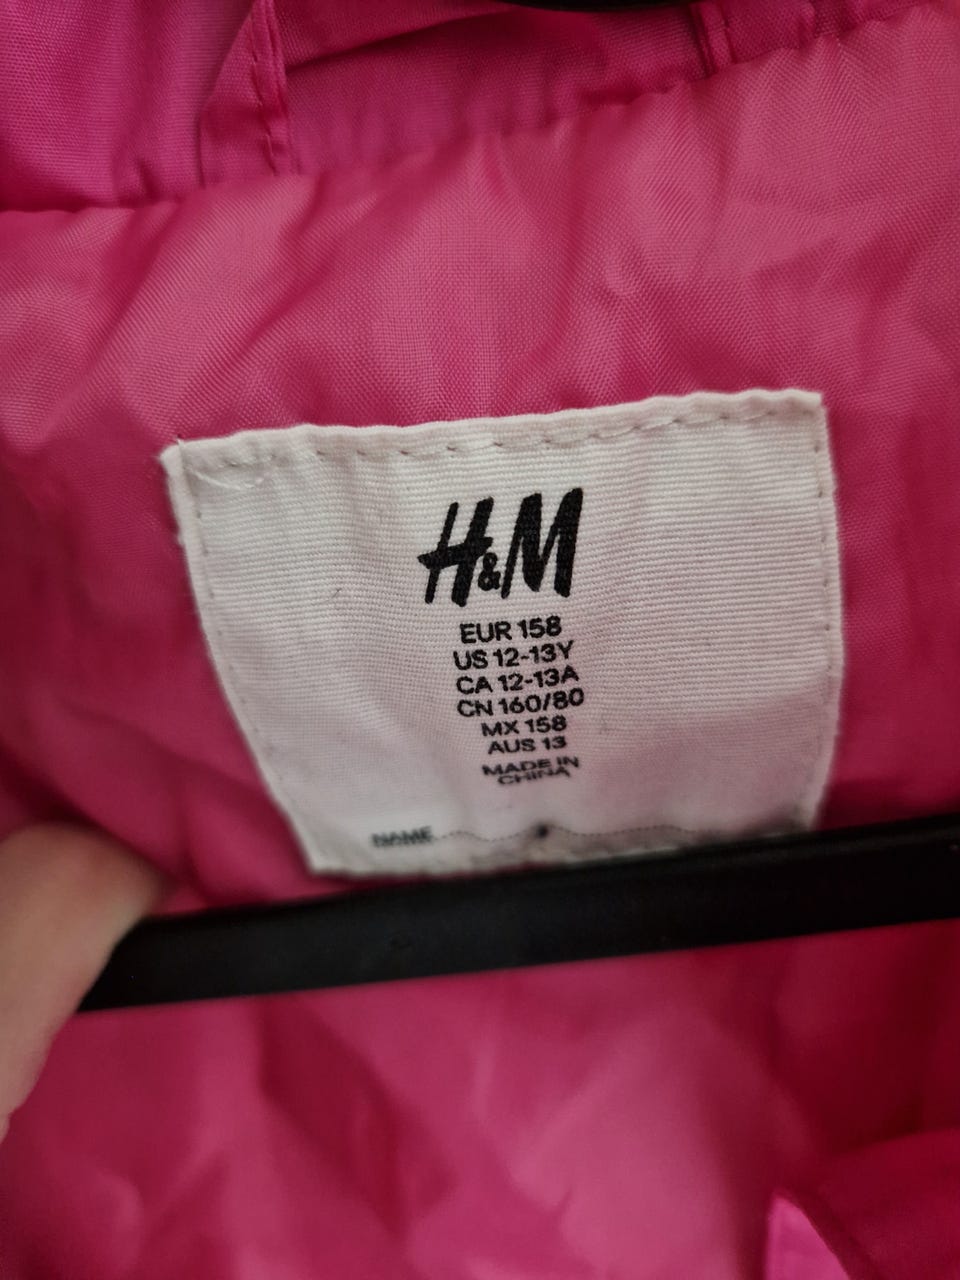 H&M
EUR 158
US 12-13Y
CA 12-13A
CN 160/80
MX 158
AUS 13
MADE IN
CHINA
NAME